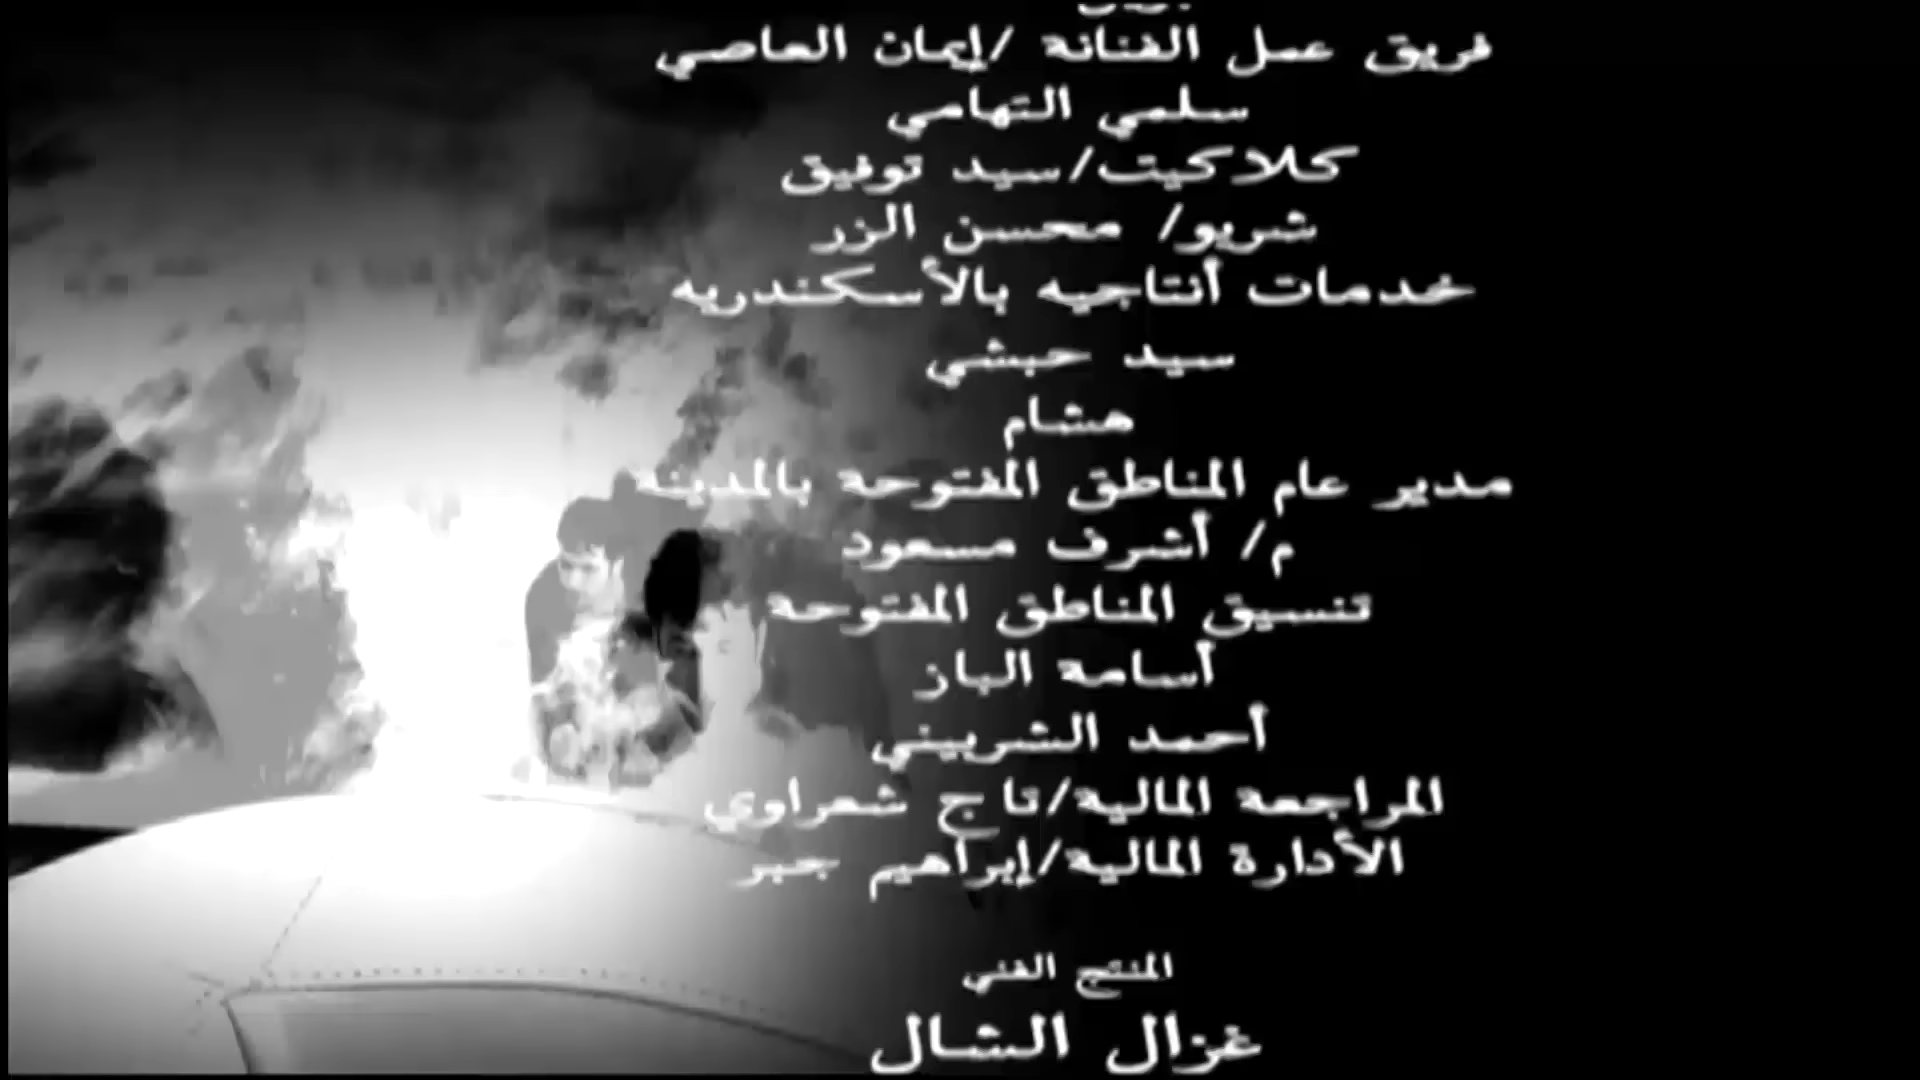 فريق عمل الفنانة /إيمان العاصي
سلمي التهامي
كلاكيت/سيد توفيق
شريو/ محسن الزر
خدمات أنتاجيه بالأسكندريه
سيد حبشي
هشام
مدير عام المناطق المفتوحة بالمدينة
م/ أشرف مسعود
تنسيق المناطق المفتوحة
أسامة الباز
أحمد الشربيني
المراجعة المالية/تاج شعراوي
الأدارة المالية/إبراهيم جبر
المنتج الفني
غزال الشال